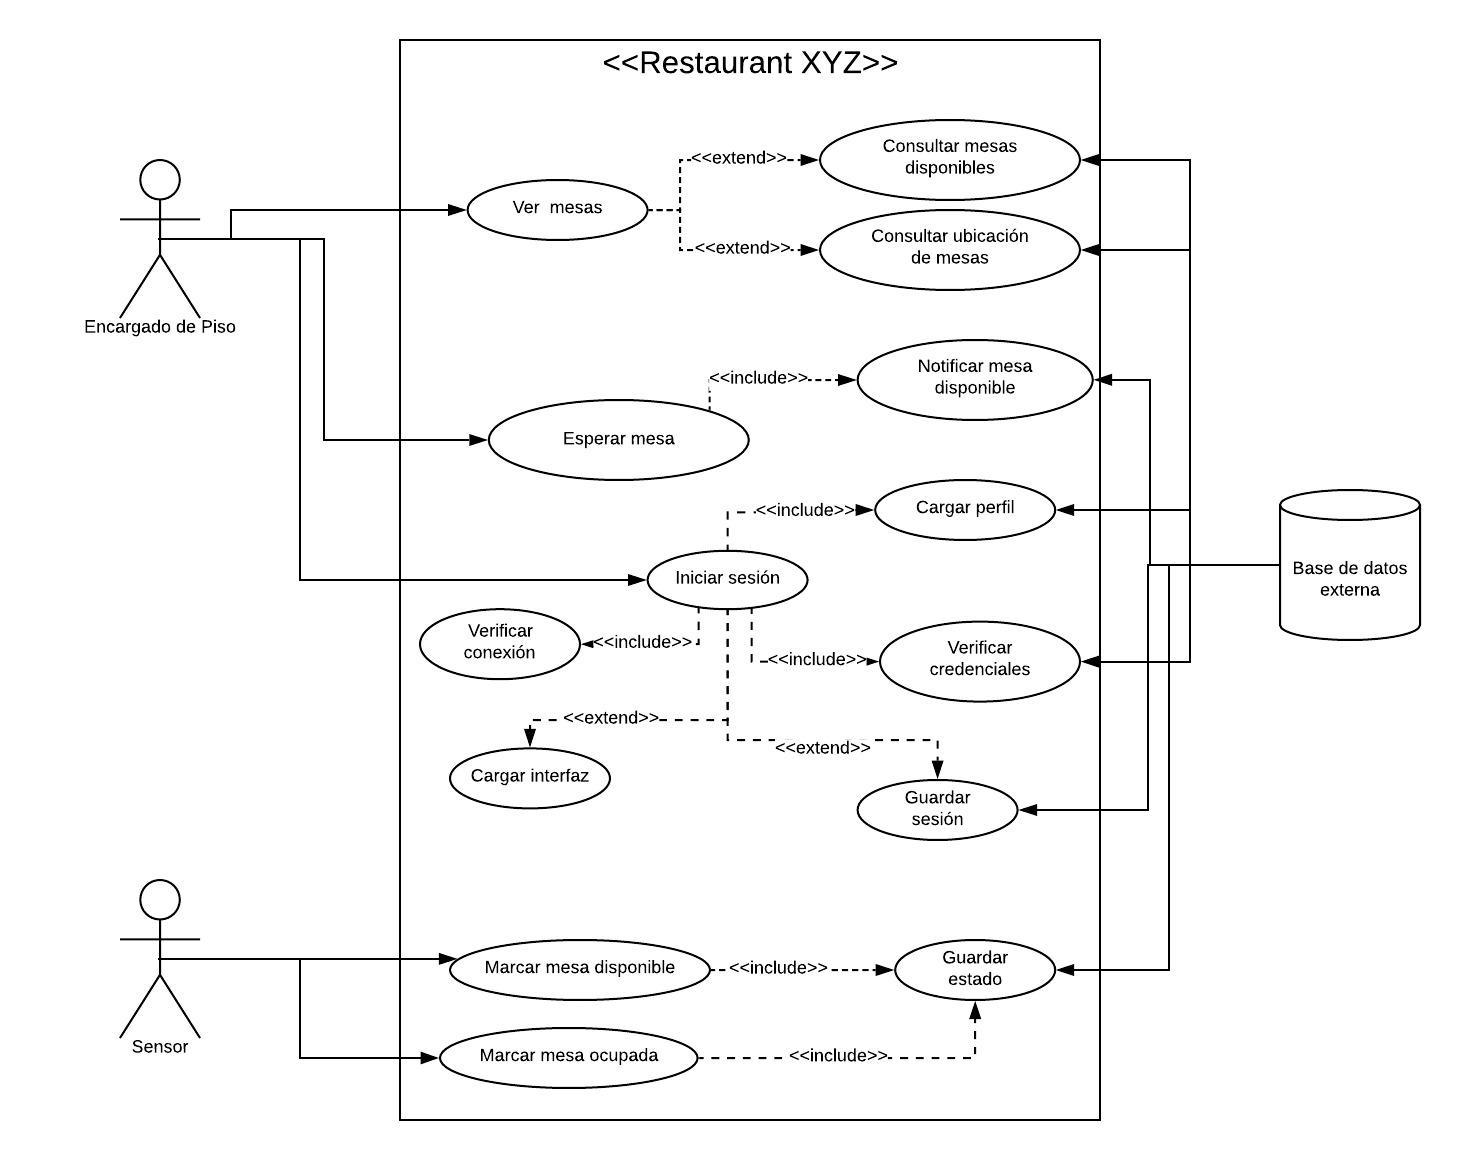 <<Restaurant XYZ>>
Consultar mesas
disponibles
<<extend>>
Ver  mesas
Consultar ubicación
de mesas
<<extend>>
Encargado de Piso
Notificar mesa
disponible
<<include>>
Esperar mesa
Cargar perfil
<<include>>
Iniciar sesión
Base de datos
externa
Verificar
conexión
<<include>>
<<include>>
Verificar
credenciales
<<extend>>
<<extend>>
Cargar interfaz
Guardar
sesión
Marcar mesa disponible
<<include>>
Guardar
estado
Sensor
Marcar mesa ocupada
<<include>>